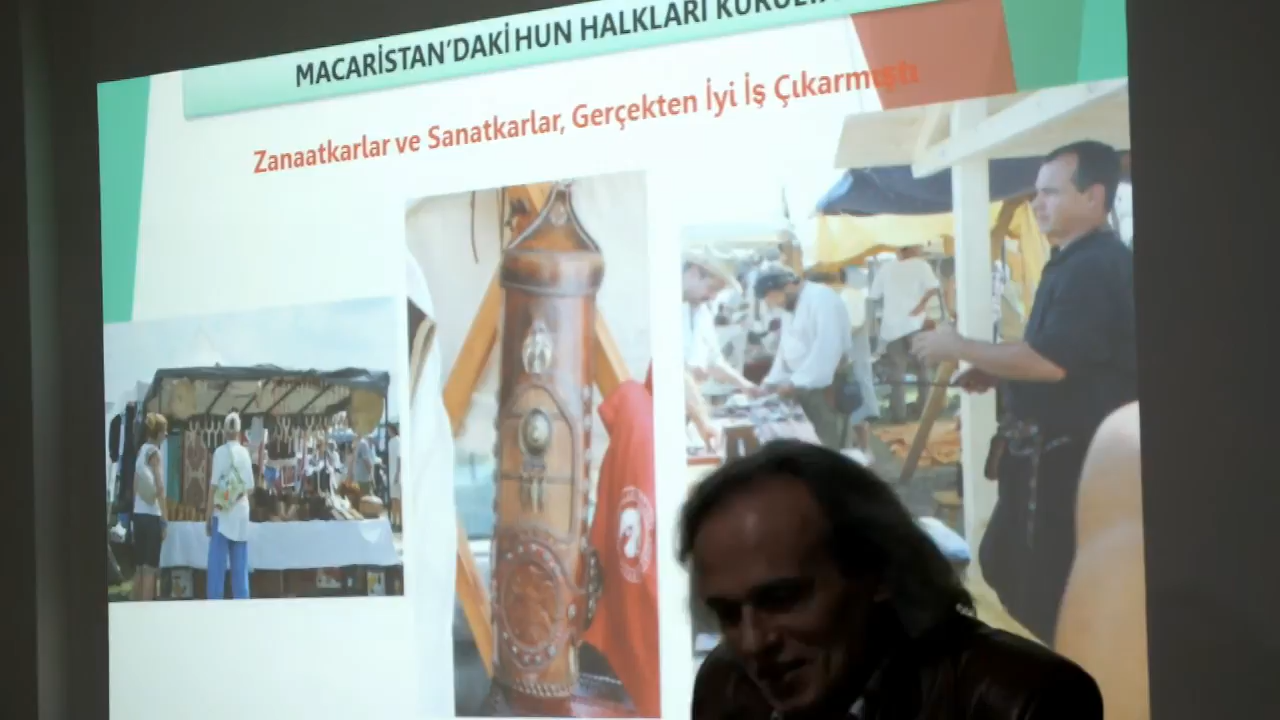 MACARİSTAN'DAKİ HUN HALKLARI
Zanaatkarlar ve Sanatkarlar, Gerçekten İyi İş Çıkarmıştı